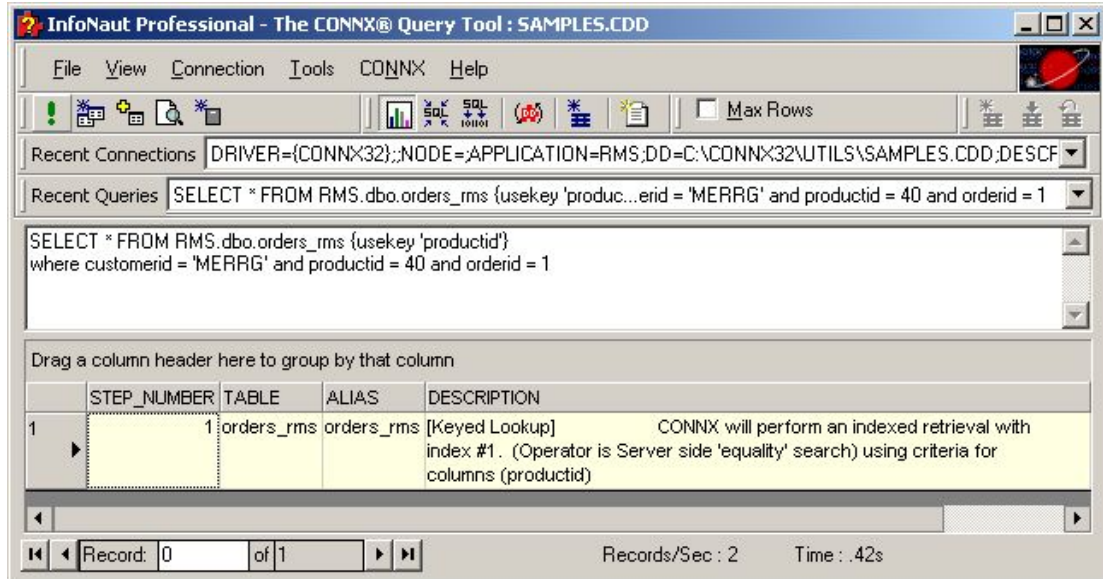 InfoNaut Professional - The CONNX® Query Tool : SAMPLES.CDD
File View Connection Tools CONNX Help
Max Rows
Recent Connections DRIVER={CONNX32};;NODE=;APPLICATION=RMS;DD=C:\CONNX32\UTILS\SAMPLES.CDD;DESCF
Recent Queries SELECT * FROM RMS.dbo.orders_rms {usekey 'produc...erid = 'MERRG' and productid = 40 and orderid = 1
SELECT * FROM RMS.dbo.orders_rms {usekey 'productid'}
where customerid = 'MERRG' and productid = 40 and orderid = 1
Drag a column header here to group by that column
STEP_NUMBER TABLE ALIAS DESCRIPTION
1 1 orders_rms orders_rms [Keyed Lookup] CONNX will perform an indexed retrieval with
index #1. (Operator is Server side 'equality' search) using criteria for
columns (productid)
Record: 0 of 1 Records/Sec : 2 Time : .42s